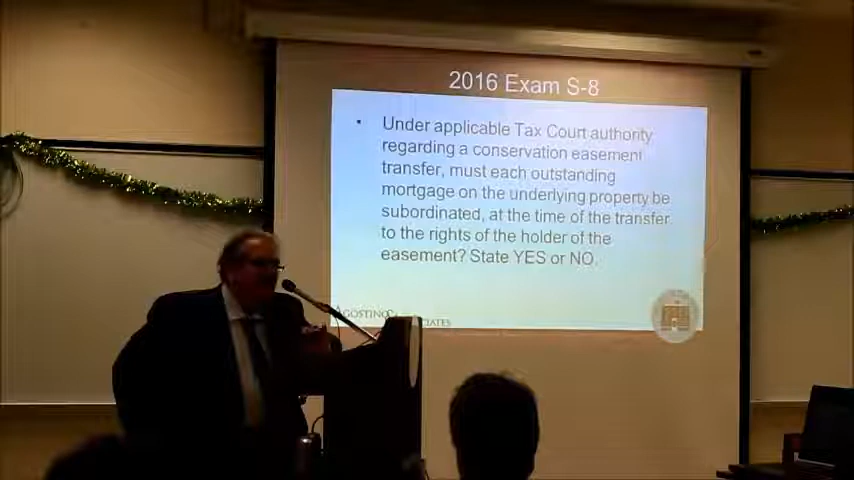 2016 Exam S-8
• Under applicable Tax Court authority
regarding a conservation easement
transfer, must each outstanding
mortgage on the underlying property be
subordinated, at the time of the transfer
to the rights of the holder of the
easement? State YES or NO.
AGOSTINO